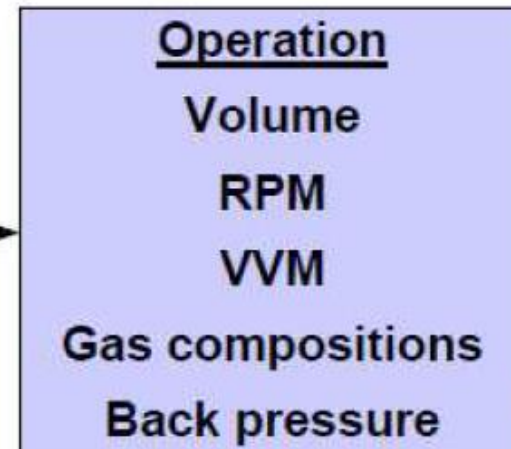 Operation
Volume
RPM
VVM
Gas compositions
Back pressure